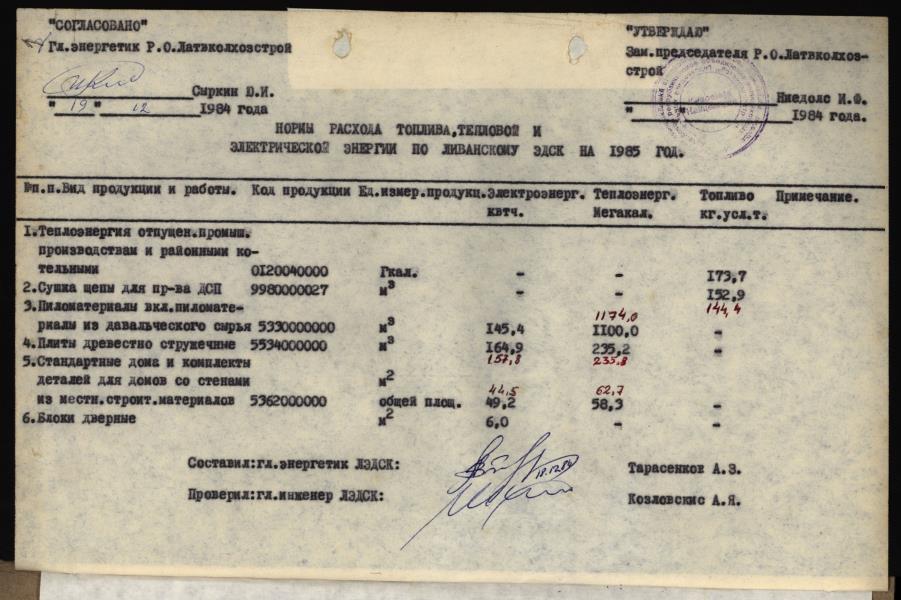 "СОГЛАСОВАНО"
Гл.энергетик Р.О.Латвколхозстрой
Сыркин Ю.И.
" 19 " 12 1984 года
"УТВЕРЖДАЮ"
Зам.председателя Р.О.Латвколхоз-
строй
Ниедолс И.Ф.
" " 1984 года.
НОРМЫ РАСХОДА ТОПЛИВА,ТЕПЛОВОЙ И
ЭЛЕКТРИЧЕСКОЙ ЭНЕРГИИ ПО ЛИВАНСКОМУ ЭДСК НА 1985 ГОД.
№п.п.Вид продукции и работы. Код продукции Ед.измер.продукц.Электроэнерг. Теплоэнерг. Топливо Примечание.
квтч. Мегакал. кг.усл.т.
1.Теплоэнергия отпущен.промыш.
производствам и районными ко-
тельными 0120040000 Гкал. - - 173,7
2.Сушка щепы для пр-ва ДСП 9980000027 м3 - - 152,9
3.Пиломатериалы вкл.пиломате- 1174,0 144,4
риалы из давальческого сырья 5330000000 м3 145,4 1100,0 -
4.Плиты древестно стружечные 5534000000 м3 164,9 235,2 -
5.Стандартные дома и комплекты 157,8 235,8
деталей для домов со стенами м2
44,5 62,7
из местн.строит.материалов 5362000000 общей площ. 49,2 58,3 -
6.Блоки дверные м2 6,0 - -
Составил:гл.энергетик ЛЭДСК: 18.12.84 Тарасенков А.З.
Проверил:гл.инженер ЛЭДСК: Козловскис А.Я.